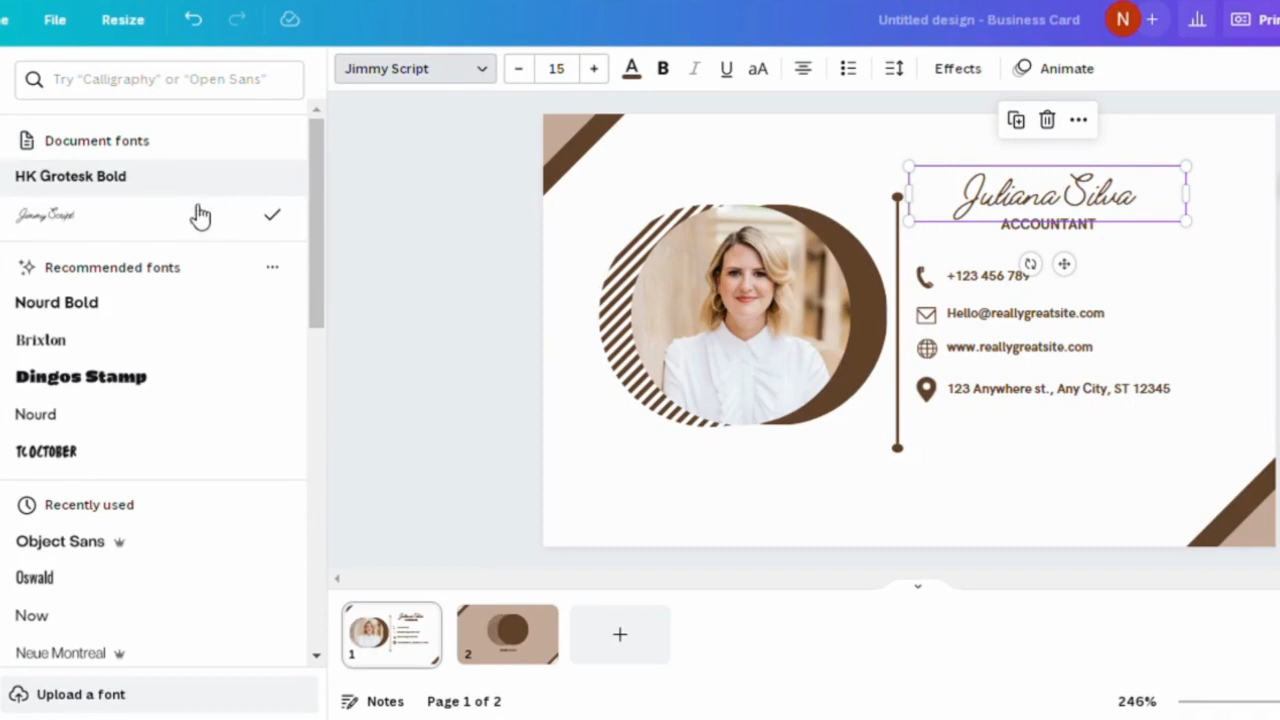 File Resize Untitled design - Business Card N
Try “Calligraphy” or “Open Sans” Jimmy Script − 15 + A B I U aA Effects Animate
Document fonts
HK Grotesk Bold
Jimmy Script
Recommended fonts
Nourd Bold
Brixton
Dingos Stamp
Nourd
TC OCTOBER
Recently used
Object Sans
Oswald
Now
Neue Montreal
Upload a font
Juliana Silva
ACCOUNTANT
+123 456 789
Hello@reallygreatsite.com
www.reallygreatsite.com
123 Anywhere st., Any City, ST 12345
1 2
Notes Page 1 of 2 246%